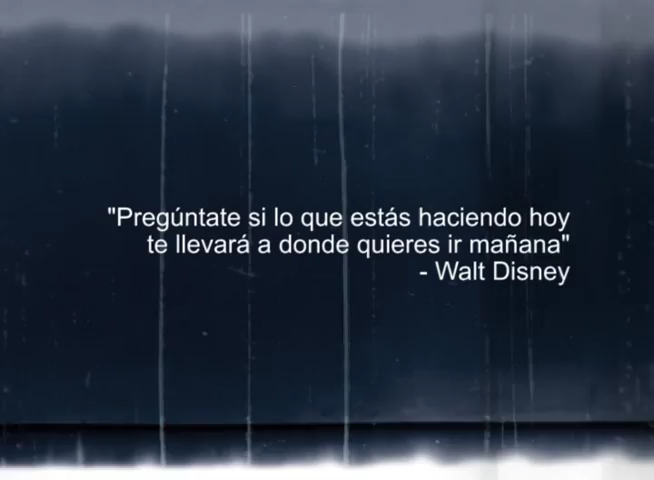 "Pregúntate si lo que estás haciendo hoy
te llevará a donde quieres ir mañana"
- Walt Disney